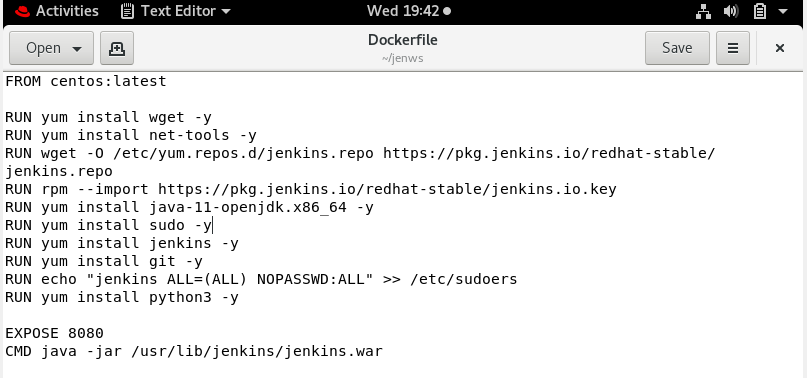 Activities Text Editor Wed 19:42
Open Dockerfile Save
~/jenws
FROM centos:latest
RUN yum install wget -y
RUN yum install net-tools -y
RUN wget -O /etc/yum.repos.d/jenkins.repo https://pkg.jenkins.io/redhat-stable/
jenkins.repo
RUN rpm --import https://pkg.jenkins.io/redhat-stable/jenkins.io.key
RUN yum install java-11-openjdk.x86_64 -y
RUN yum install sudo -y
RUN yum install jenkins -y
RUN yum install git -y
RUN echo "jenkins ALL=(ALL) NOPASSWD:ALL" >> /etc/sudoers
RUN yum install python3 -y
EXPOSE 8080
CMD java -jar /usr/lib/jenkins/jenkins.war